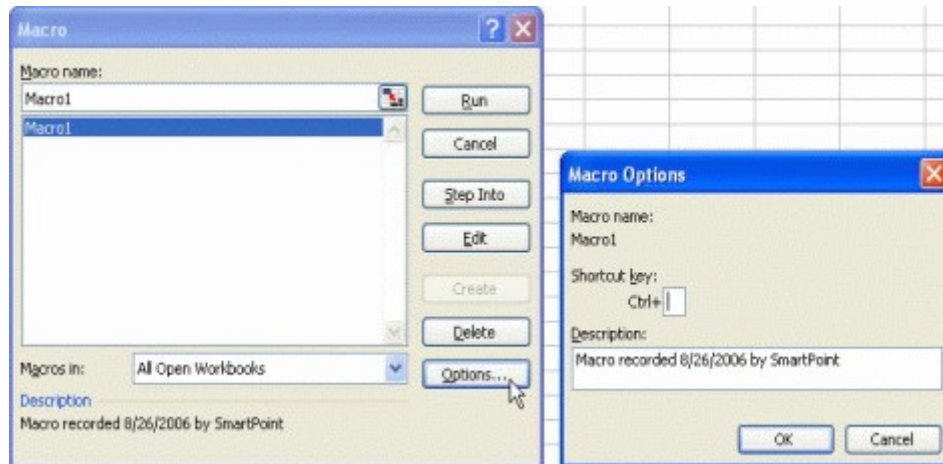 Macro
Macro name:
Macro1
Macro1
Run
Cancel
Step Into
Edit
Create
Delete
Options...
Macros in:
All Open Workbooks
Description
Macro recorded 8/26/2006 by SmartPoint
Macro Options
Macro name:
Macro1
Shortcut key:
Ctrl+
Description:
Macro recorded 8/26/2006 by SmartPoint
OK
Cancel